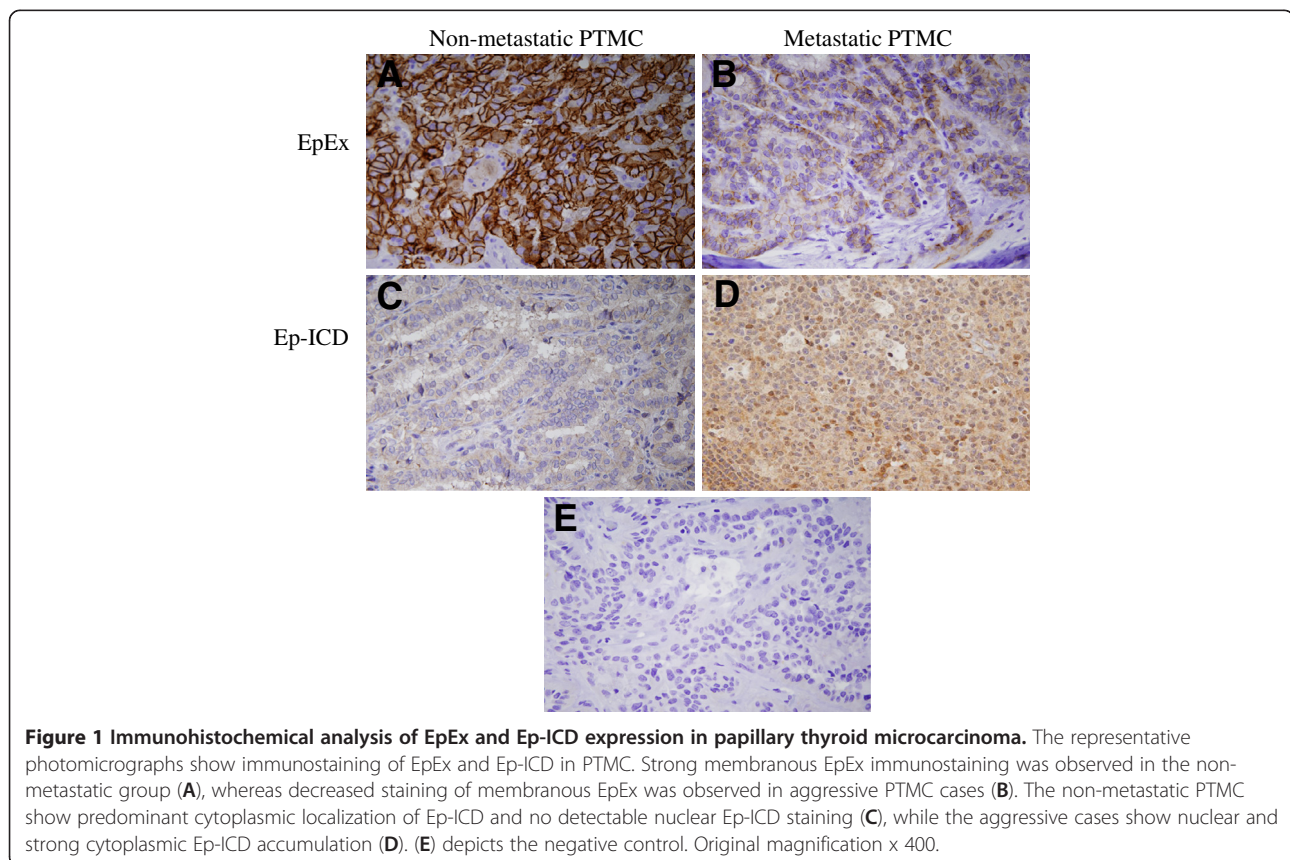 Non-metastatic PTMC
Metastatic PTMC
EpEx
A
B
Ep-ICD
C
D
E
Figure 1 Immunohistochemical analysis of EpEx and Ep-ICD expression in papillary thyroid microcarcinoma. The representative
photomicrographs show immunostaining of EpEx and Ep-ICD in PTMC. Strong membranous EpEx immunostaining was observed in the non-
metastatic group (A), whereas decreased staining of membranous EpEx was observed in aggressive PTMC cases (B). The non-metastatic PTMC
show predominant cytoplasmic localization of Ep-ICD and no detectable nuclear Ep-ICD staining (C), while the aggressive cases show nuclear and
strong cytoplasmic Ep-ICD accumulation (D). (E) depicts the negative control. Original magnification x 400.